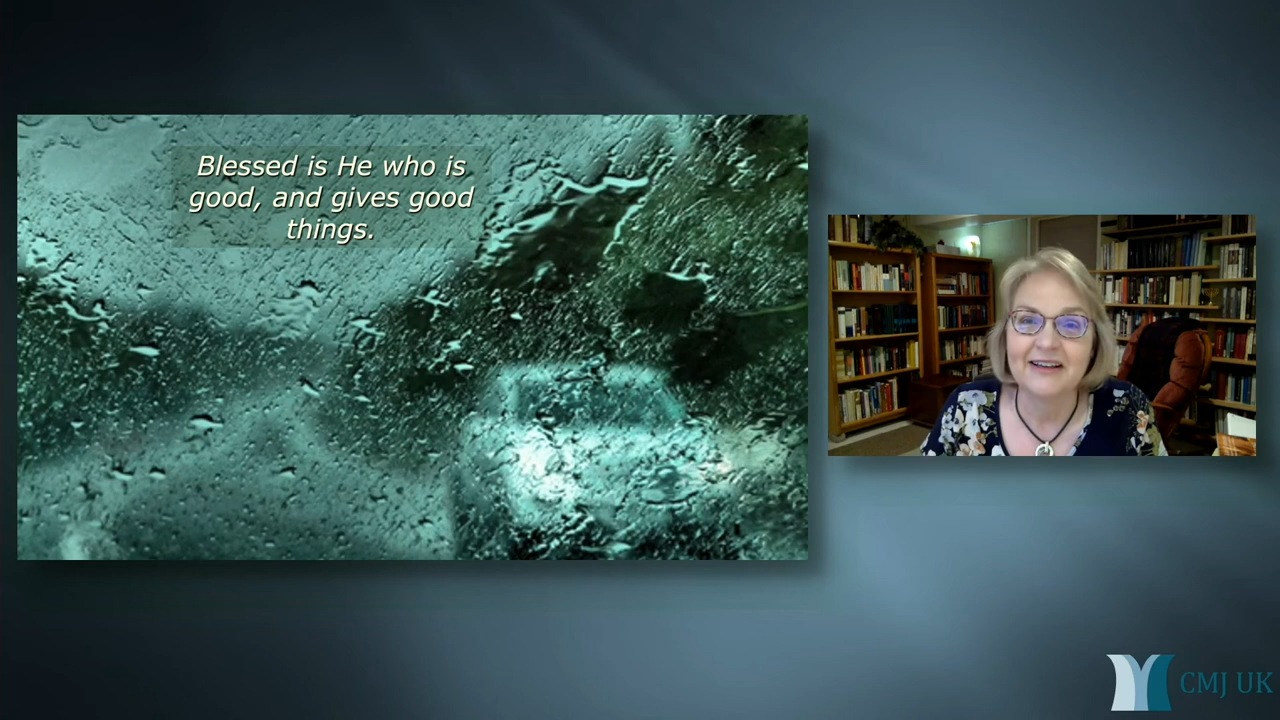 Blessed is He who is
good, and gives good
things.
CMJ UK